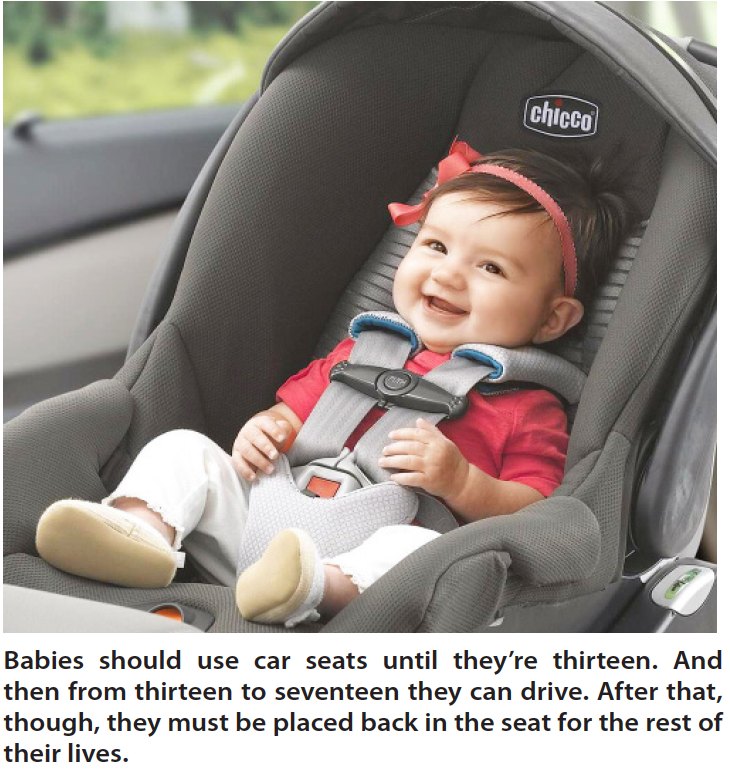 chicco
Babies should use car seats until they’re thirteen. And
then from thirteen to seventeen they can drive. After that,
though, they must be placed back in the seat for the rest of
their lives.